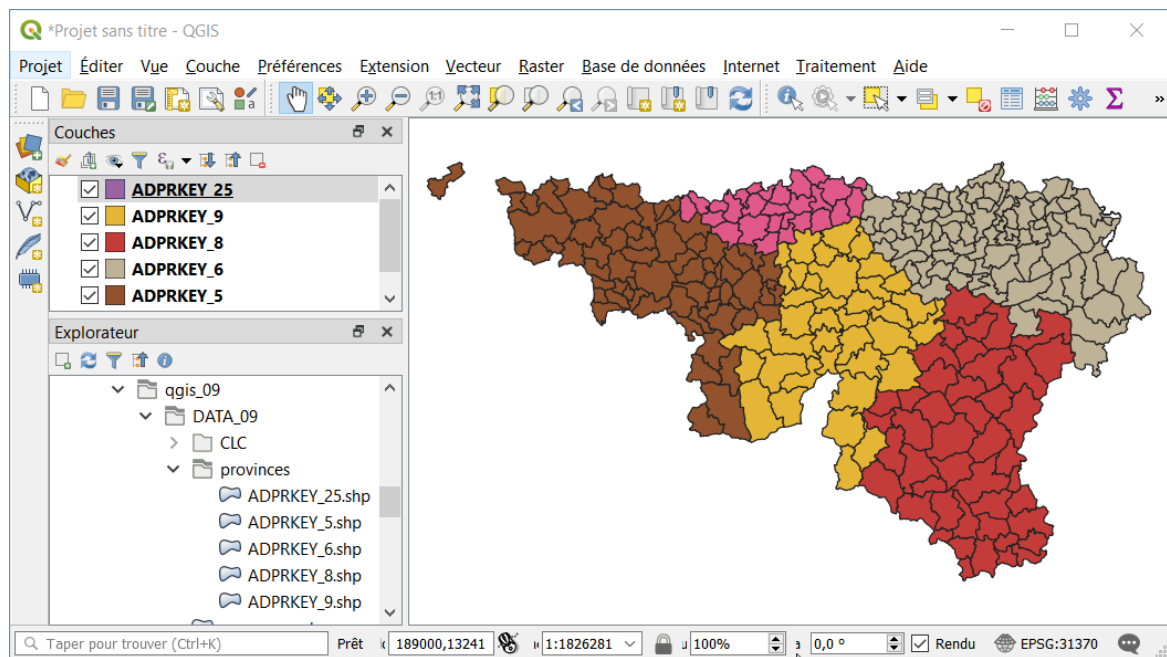 *Projet sans titre - QGIS
Projet Éditer Vue Couche Préférences Extension Vecteur Raster Base de données Internet Traitement Aide
1:1
»
Couches
ADPRKEY_25
ADPRKEY_9
ADPRKEY_8
ADPRKEY_6
ADPRKEY_5
Explorateur
qgis_09
DATA_09
CLC
provinces
ADPRKEY_25.shp
ADPRKEY_5.shp
ADPRKEY_6.shp
ADPRKEY_8.shp
ADPRKEY_9.shp
Taper pour trouver (Ctrl+K) Prêt 189000,13241 1:1826281 100% 0,0 ° Rendu EPSG:31370